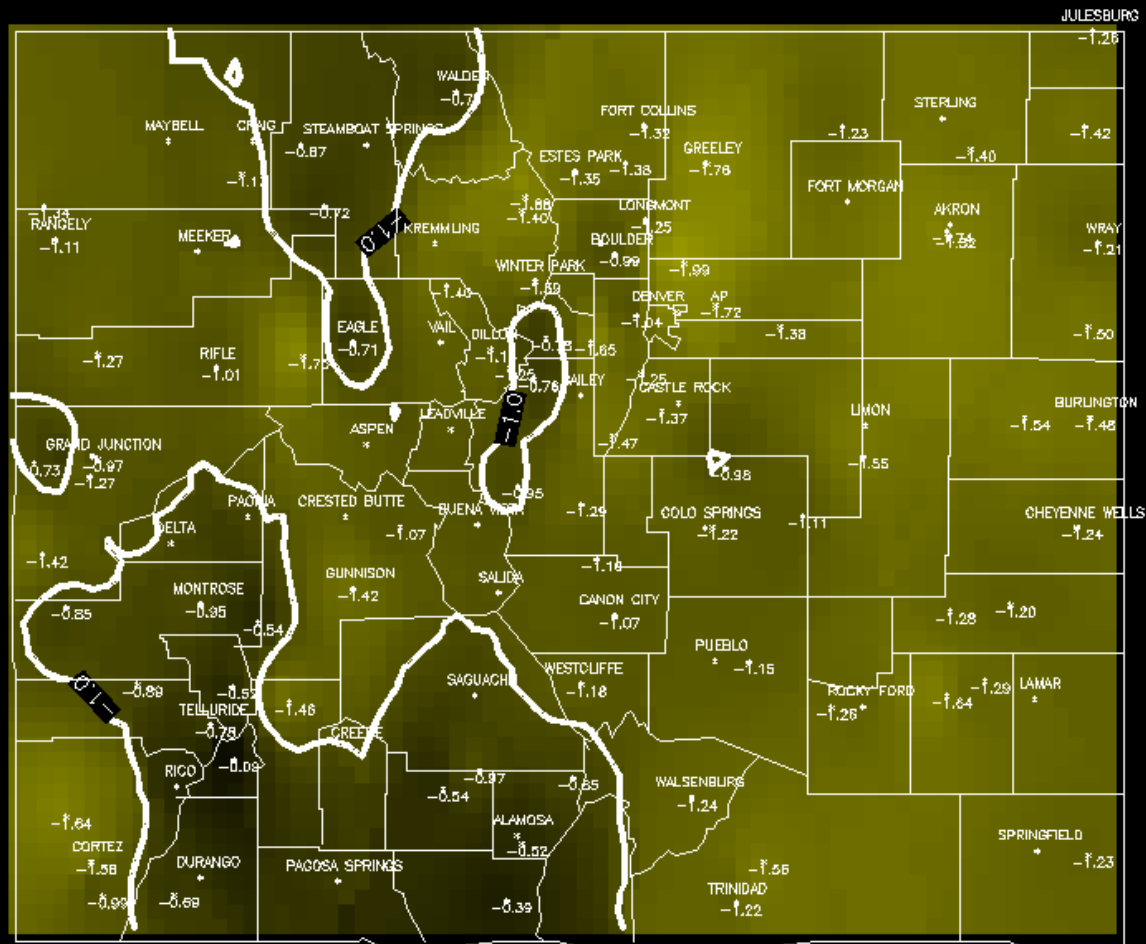 JULESBURG
-1.26
WALDEN
STERLING
FORT COLLINS
-1.32
MAYBELL
CRAIG
STEAMBOAT SPRINGS
-0.87
-1.23
-1.42
ESTES PARK
-1.38
GREELEY
-1.76
-1.40
-1.35
FORT MORGAN
-0.72
-1.40
LONGMONT
-1.25
AKRON
RANGELY
-1.11
MEEKER
-1.0
KREMMLING
BOULDER
-0.99
WRAY
-1.21
WINTER PARK
-1.59
-1.99
-1.40
DENVER
AP
-1.04
-1.72
EAGLE
-0.71
VAIL
DILLON
-1.38
-1.50
-1.27
RIFLE
-1.01
-1.65
-0.76
BAILEY
CASTLE ROCK
-1.37
-1.0
LEADVILLE
ASPEN
LIMON
BURLINGTON
-1.54
-1.48
GRAND JUNCTION
-0.97
-1.27
-0.73
-1.47
-1.55
-0.98
-0.95
PAONIA
CRESTED BUTTE
BUENA VISTA
-1.29
COLO SPRINGS
-1.22
-1.11
CHEYENNE WELLS
-1.24
DELTA
-1.07
-1.42
GUNNISON
-1.42
SALIDA
MONTROSE
-0.95
-0.85
-0.54
CANON CITY
-1.07
-1.28
-1.20
PUEBLO
-1.15
WESTCLIFFE
-1.18
SAGUACHE
-1.0
-0.89
TELLURIDE
-0.78
-1.46
ROCKY FORD
-1.26
-1.64
-1.29
LAMAR
CREEDE
RICO
-0.09
-0.97
-0.54
-0.65
WALSENBURG
-1.24
-1.64
CORTEZ
-1.58
ALAMOSA
-0.52
SPRINGFIELD
-1.23
DURANGO
PAGOSA SPRINGS
-1.56
TRINIDAD
-1.22
-0.99
-0.69
-0.39